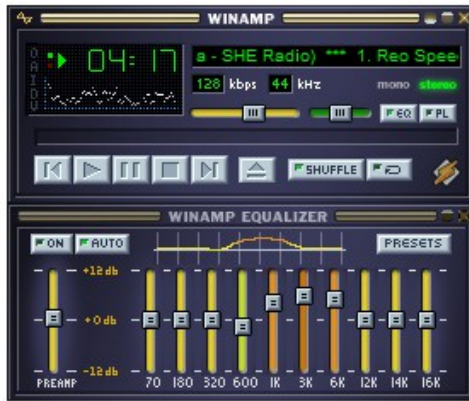 WINAMP
O
A
I
D
V
04:17
a - SHE Radio) *** 1. Reo Spee
128 kbps 44 kHz mono stereo
EQ PL
SHUFFLE
WINAMP EQUALIZER
ON AUTO PRESETS
+12db
+0db
-12db
PREAMP 70 180 320 600 1K 3K 6K 12K 14K 16K